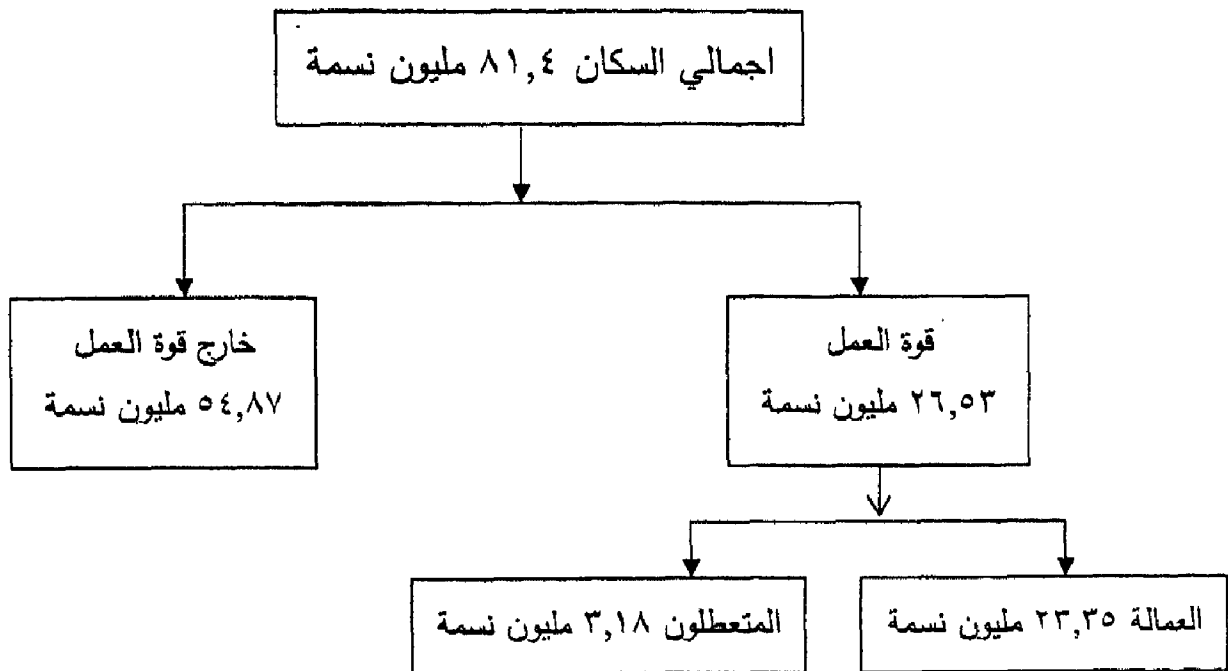 اجمالي السكان ٨١,٤ مليون نسمة
قوة العمل
٢٦,٥٣ مليون نسمة
خارج قوة العمل
٥٤,٨٧ مليون نسمة
العمالة ٢٣,٣٥ مليون نسمة
المتعطلون ٣,١٨ مليون نسمة